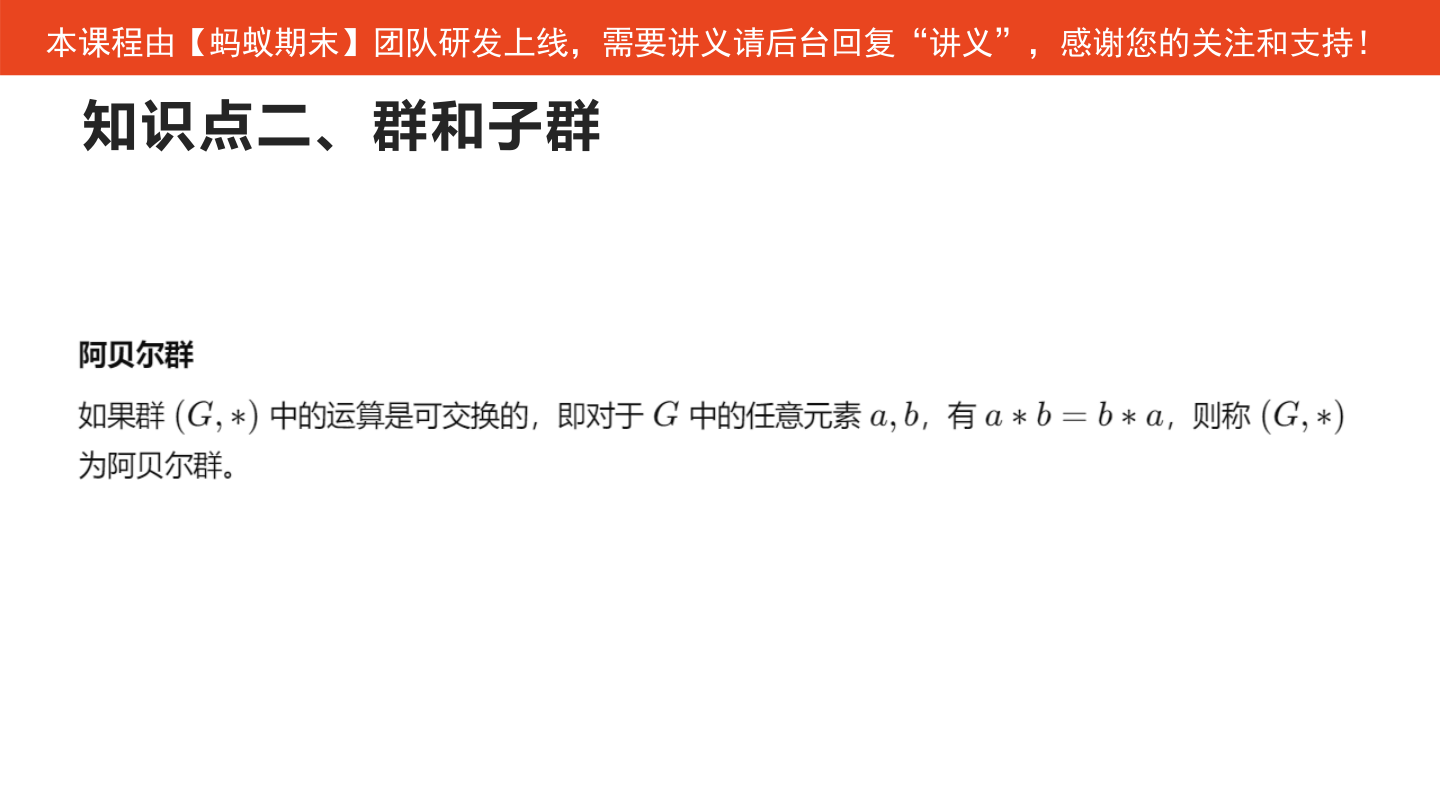 本课程由【蚂蚁期末】团队研发上线，需要讲义请后台回复“讲义”，感谢您的关注和支持！
知识点二、群和子群
阿贝尔群
如果群 (G, ∗) 中的运算是可交换的，即对于 G 中的任意元素 a, b，有 a ∗ b = b ∗ a，则称 (G, ∗)
为阿贝尔群。